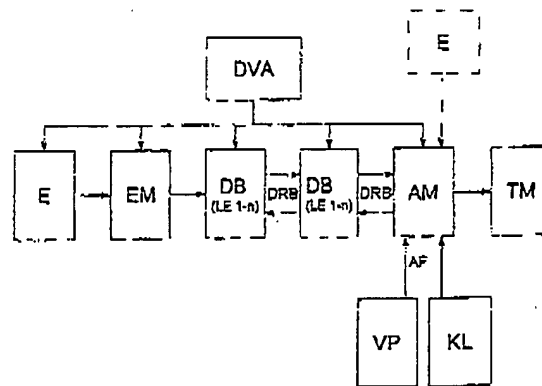 E
DVA
E
EM
DB
(LE 1-n)
DRB
DB
(LE 1-n)
DRB
AM
TM
AF
VP
KL